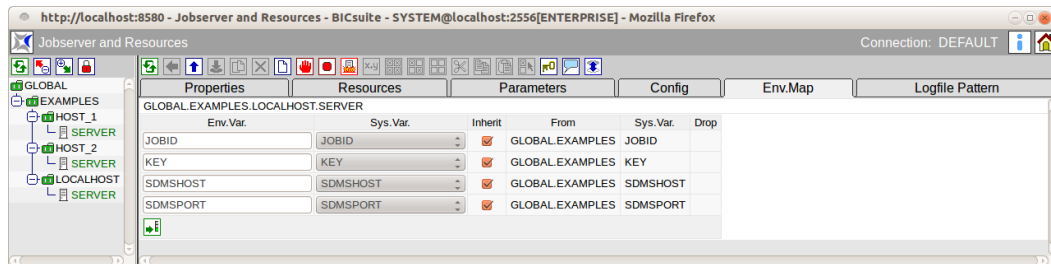 http://localhost:8580 - Jobserver and Resources - BICsuite - SYSTEM@localhost:2556[ENTERPRISE] - Mozilla Firefox
Jobserver and Resources Connection: DEFAULT
GLOBAL
EXAMPLES
HOST_1
SERVER
HOST_2
SERVER
LOCALHOST
SERVER
Properties Resources Parameters Config Env.Map Logfile Pattern
GLOBAL.EXAMPLES.LOCALHOST.SERVER
Env.Var. Sys.Var. Inherit From Sys.Var. Drop
JOBID JOBID GLOBAL.EXAMPLES JOBID
KEY KEY GLOBAL.EXAMPLES KEY
SDMSHOST SDMSHOST GLOBAL.EXAMPLES SDMSHOST
SDMSPORT SDMSPORT GLOBAL.EXAMPLES SDMSPORT